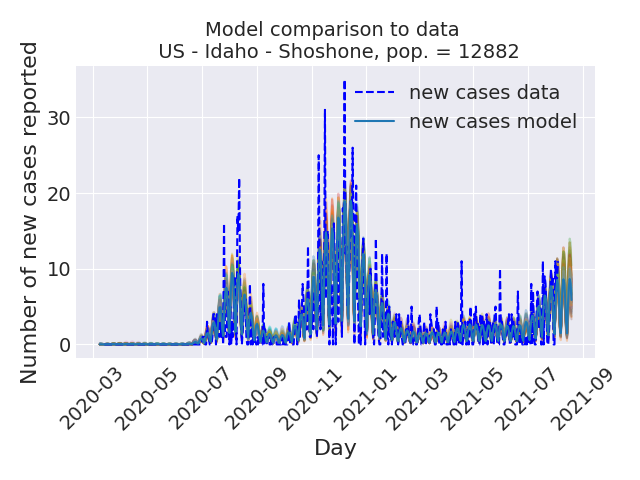 Model comparison to data
US - Idaho - Shoshone, pop. = 12882
Number of new cases reported
30
20
10
0
new cases data
new cases model
2020-03
2020-05
2020-07
2020-09
2020-11
2021-01
2021-03
2021-05
2021-07
2021-09
Day